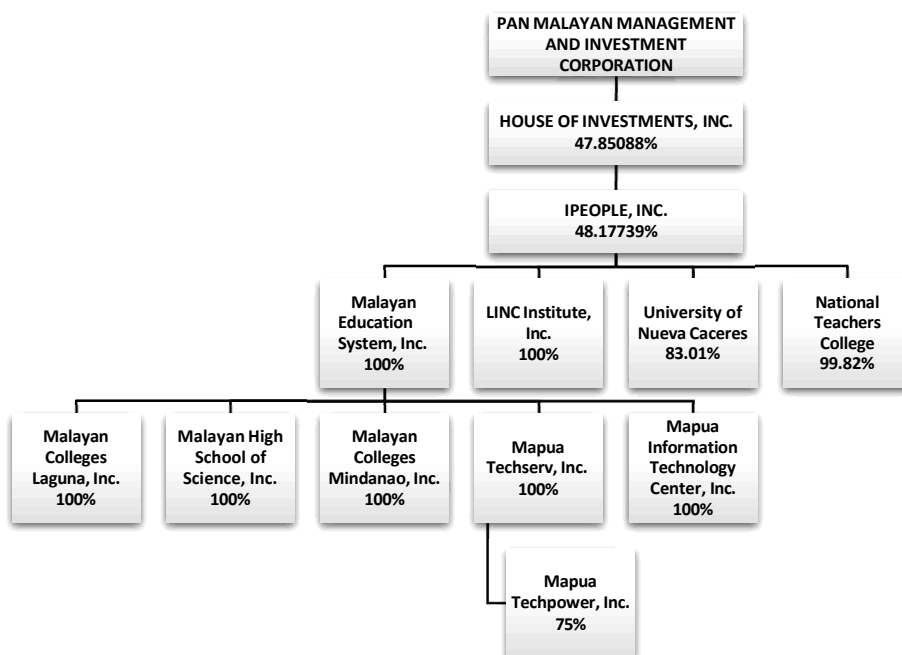 PAN MALAYAN MANAGEMENT
AND INVESTMENT
CORPORATION
HOUSE OF INVESTMENTS, INC.
47.85088%
IPEOPLE, INC.
48.17739%
Malayan
Education
System, Inc.
100%
LINC Institute,
Inc.
100%
University of
Nueva Caceres
83.01%
National
Teachers
College
99.82%
Malayan
Colleges
Laguna, Inc.
100%
Malayan High
School of
Science, Inc.
100%
Malayan
Colleges
Mindanao, Inc.
100%
Mapua
Techserv, Inc.
100%
Mapua
Information
Technology
Center, Inc.
100%
Mapua
Techpower, Inc.
75%